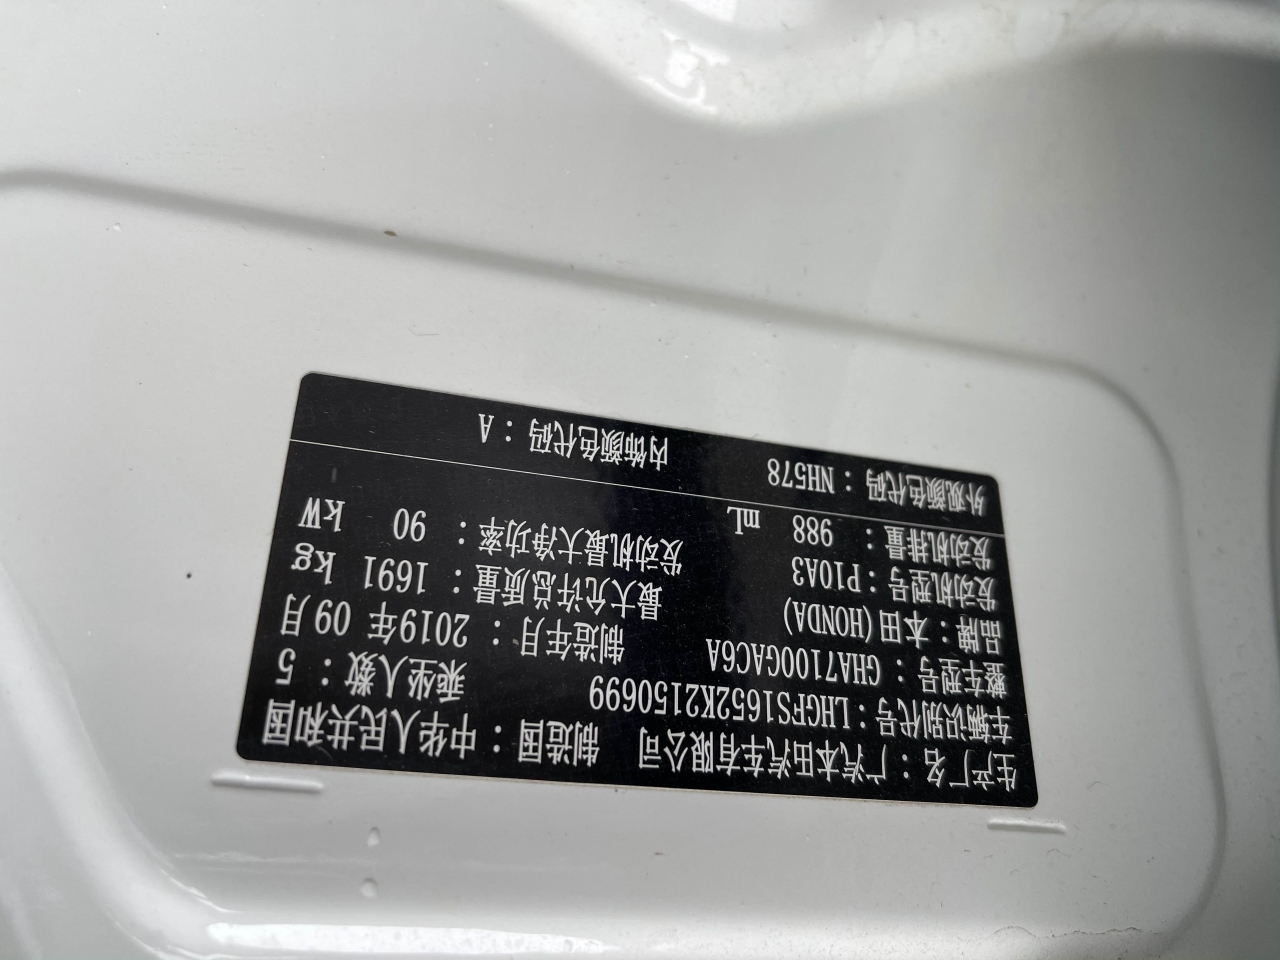 生产厂名：广汽本田汽车有限公司 制造国：中华人民共和国
车辆识别代号：LHGFS1652K2150699 乘坐人数：5
整车型号：GHA7100GAC6A 制造年月：2019年09月
品牌：本田(HONDA) 最大允许总质量：1691 kg
发动机型号：P10A3 发动机最大净功率：90 kW
发动机排量：988 mL
外观颜色代码：NH578 内饰颜色代码：A